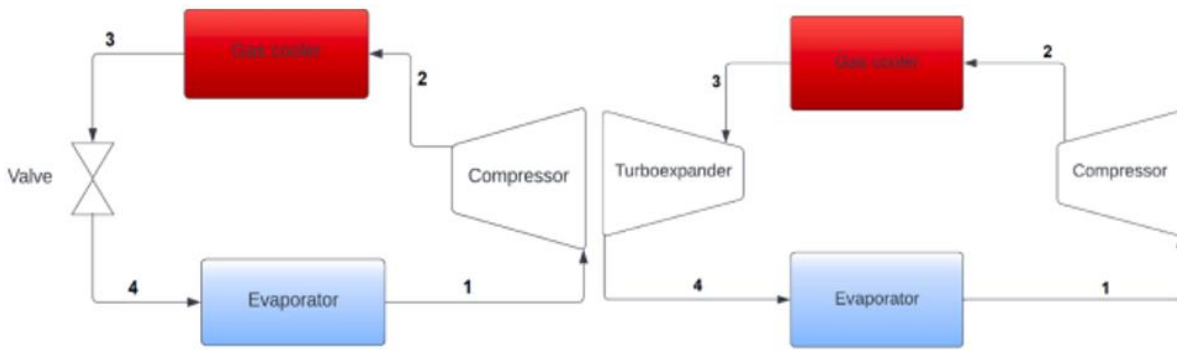 3
Gas cooler
2
Valve
Compressor
4
Evaporator
1
Gas cooler
2
3
Turboexpander
Compressor
4
Evaporator
1